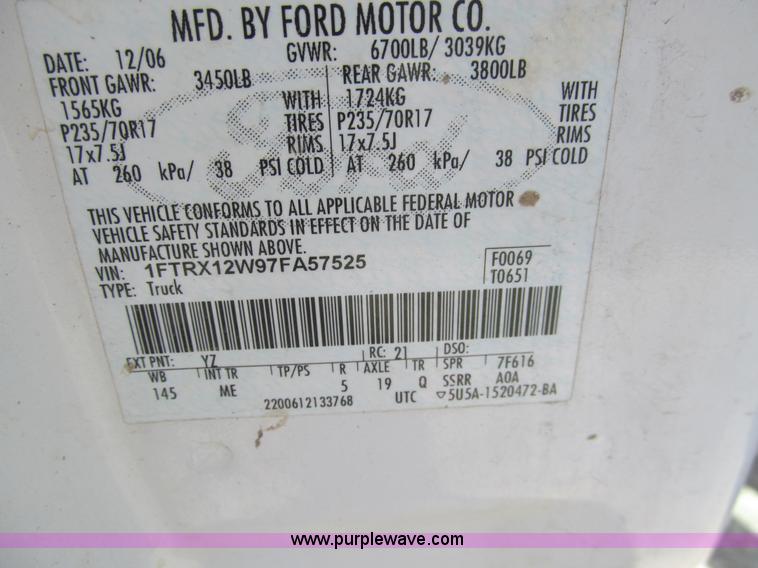 MFD. BY FORD MOTOR CO.
DATE: 12/06 GVWR: 6700LB/ 3039KG
FRONT GAWR: 3450LB REAR GAWR: 3800LB
1565KG WITH 1724KG WITH
P235/70R17 TIRES P235/70R17 TIRES
17x7.5J RIMS 17x7.5J RIMS
AT 260 kPa/ 38 PSI COLD AT 260 kPa/ 38 PSI COLD
Ford
THIS VEHICLE CONFORMS TO ALL APPLICABLE FEDERAL MOTOR
VEHICLE SAFETY STANDARDS IN EFFECT ON THE DATE OF
MANUFACTURE SHOWN ABOVE.
VIN: 1FTRX12W97FA57525 F0069
TYPE: Truck T0651
EXT PNT: YZ RC: 21 DSO:
WB INT TR TP/PS R AXLE TR SPR 7F616
145 ME 5 19 Q SSRR A0A
2200612133768 UTC ▽5U5A-1520472-BA
www.purplewave.com